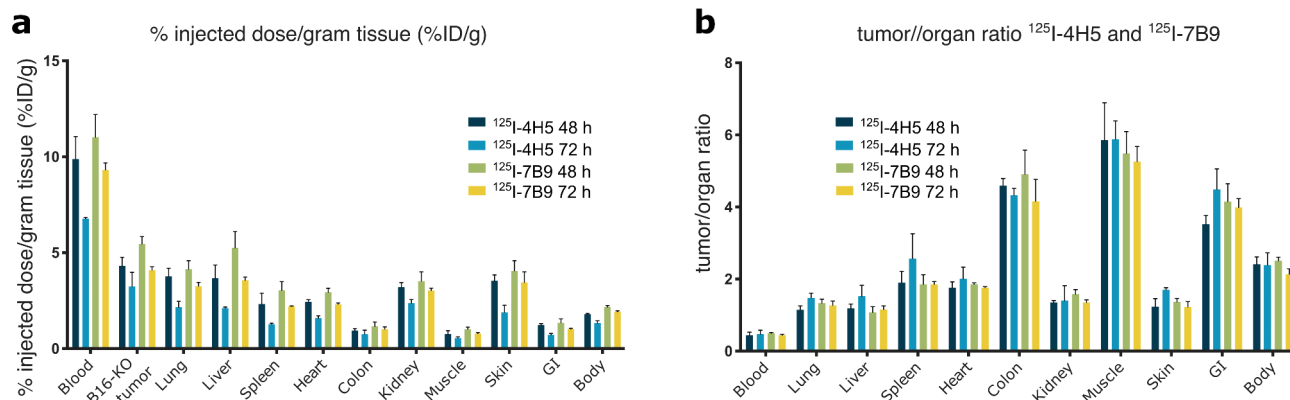 a
% injected dose/gram tissue (%ID/g)
% injected dose/gram tissue (%ID/g)
15
10
5
0
¹²⁵I-4H5 48 h
¹²⁵I-4H5 72 h
¹²⁵I-7B9 48 h
¹²⁵I-7B9 72 h
Blood
B16-KO
tumor
Lung
Liver
Spleen
Heart
Colon
Kidney
Muscle
Skin
GI
Body
b
tumor//organ ratio ¹²⁵I-4H5 and ¹²⁵I-7B9
tumor/organ ratio
8
6
4
2
0
¹²⁵I-4H5 48 h
¹²⁵I-4H5 72 h
¹²⁵I-7B9 48 h
¹²⁵I-7B9 72 h
Blood
Lung
Liver
Spleen
Heart
Colon
Kidney
Muscle
Skin
GI
Body